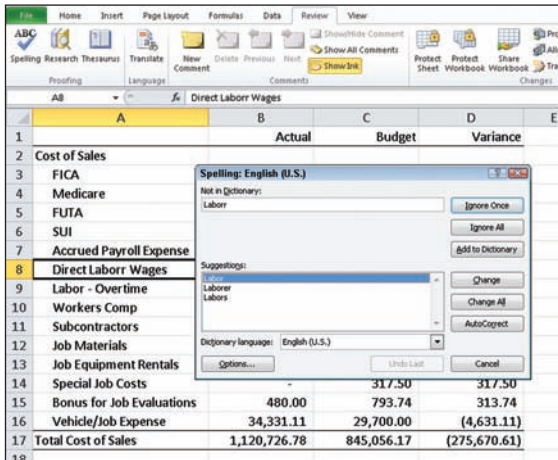 File Home Insert Page Layout Formulas Data Review View
ABC Show/Hide Comment
Show All Comments
Spelling Research Thesaurus Translate New Comment Delete Previous Next Show Ink Protect Sheet Protect Workbook Share Workbook
Proofing Language Comments Changes
A8 fx Direct Laborr Wages
A B C D E
1 Actual Budget Variance
2 Cost of Sales
3 FICA
4 Medicare
5 FUTA
6 SUI
7 Accrued Payroll Expense
8 Direct Laborr Wages
9 Labor - Overtime
10 Workers Comp
11 Subcontractors
12 Job Materials
13 Job Equipment Rentals
14 Special Job Costs - 317.50 317.50
15 Bonus for Job Evaluations 480.00 793.74 313.74
16 Vehicle/Job Expense 34,331.11 29,700.00 (4,631.11)
17 Total Cost of Sales 1,120,726.78 845,056.17 (275,670.61)
18
Spelling: English (U.S.)
Not in Dictionary:
Laborr Ignore Once
Ignore All
Add to Dictionary
Suggestions:
Labor Change
Laborer
Labors Change All
AutoCorrect
Dictionary language: English (U.S.)
Options... Undo Last Cancel